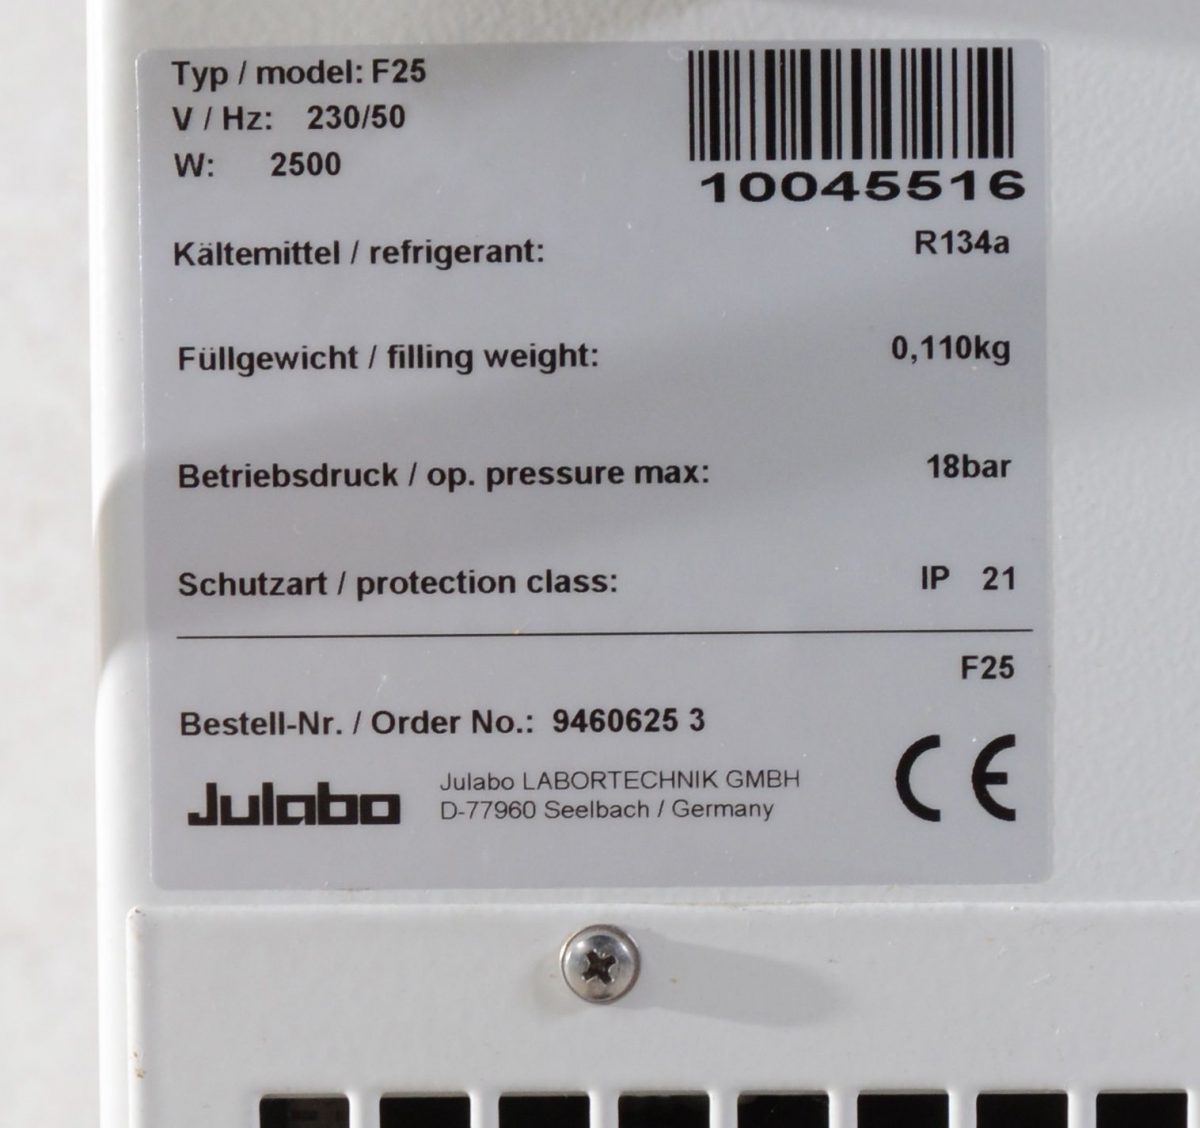 Typ / model: F25
V / Hz: 230/50
W: 2500
10045516
Kältemittel / refrigerant: R134a
Füllgewicht / filling weight: 0,110kg
Betriebsdruck / op. pressure max: 18bar
Schutzart / protection class: IP 21
F25
Bestell-Nr. / Order No.: 9460625 3
Julabo
Julabo LABORTECHNIK GMBH
D-77960 Seelbach / Germany
CE